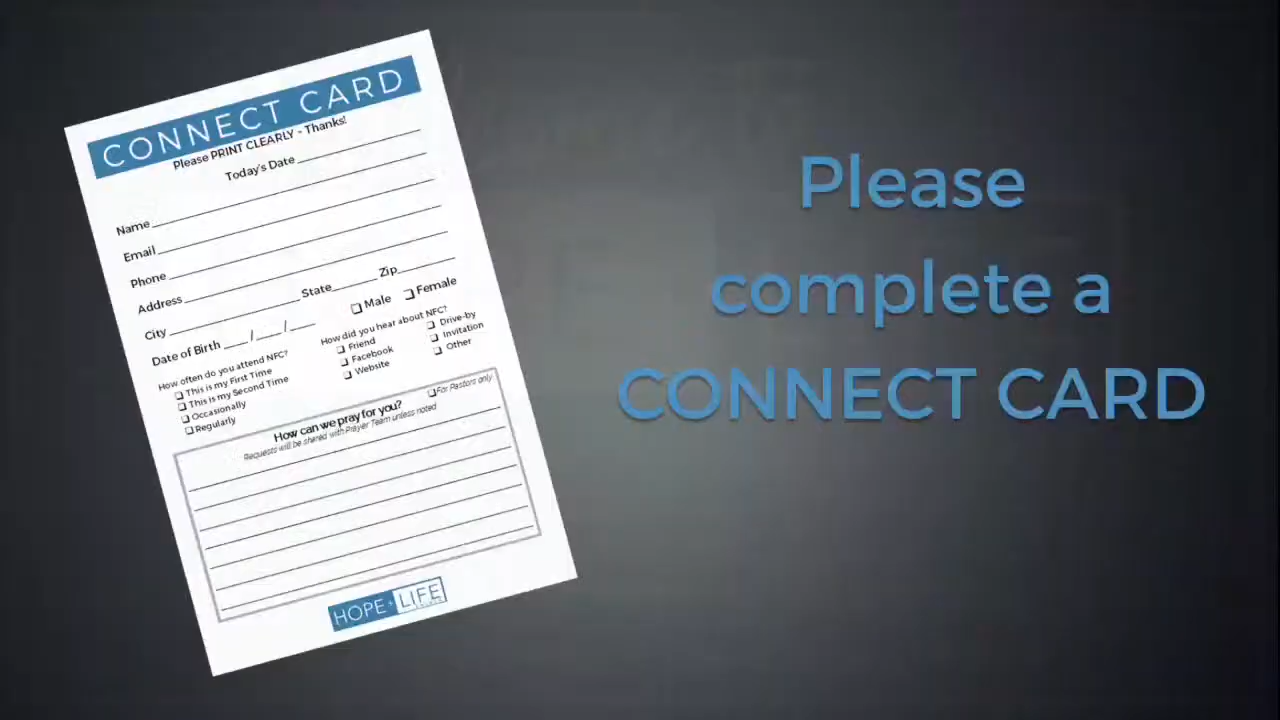 CONNECT CARD
Please PRINT CLEARLY - Thanks!
Today's Date
Name
Email
Phone
Address
City State Zip
Date of Birth / / Male Female
How often do you attend NFC?
This is my First Time
This is my Second Time
Occasionally
Regularly
How did you hear about NFC?
Friend
Facebook
Website
Drive-by
Invitation
Other
For Pastors only
How can we pray for you?
Requests will be shared with Prayer Team unless noted
HOPE + LIFE
Please
complete a
CONNECT CARD